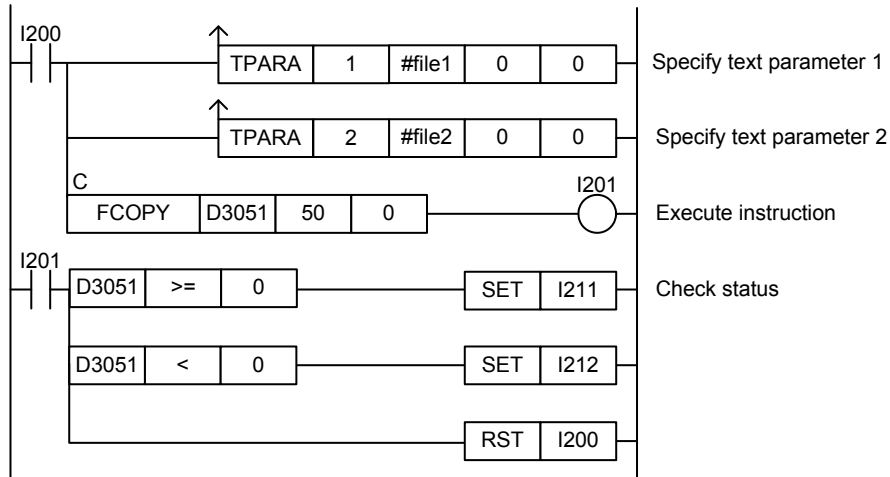 I200
TPARA 1 #file1 0 0 Specify text parameter 1
TPARA 2 #file2 0 0 Specify text parameter 2
C I201
FCOPY D3051 50 0 Execute instruction
I201
D3051 >= 0 SET I211 Check status
D3051 < 0 SET I212
RST I200